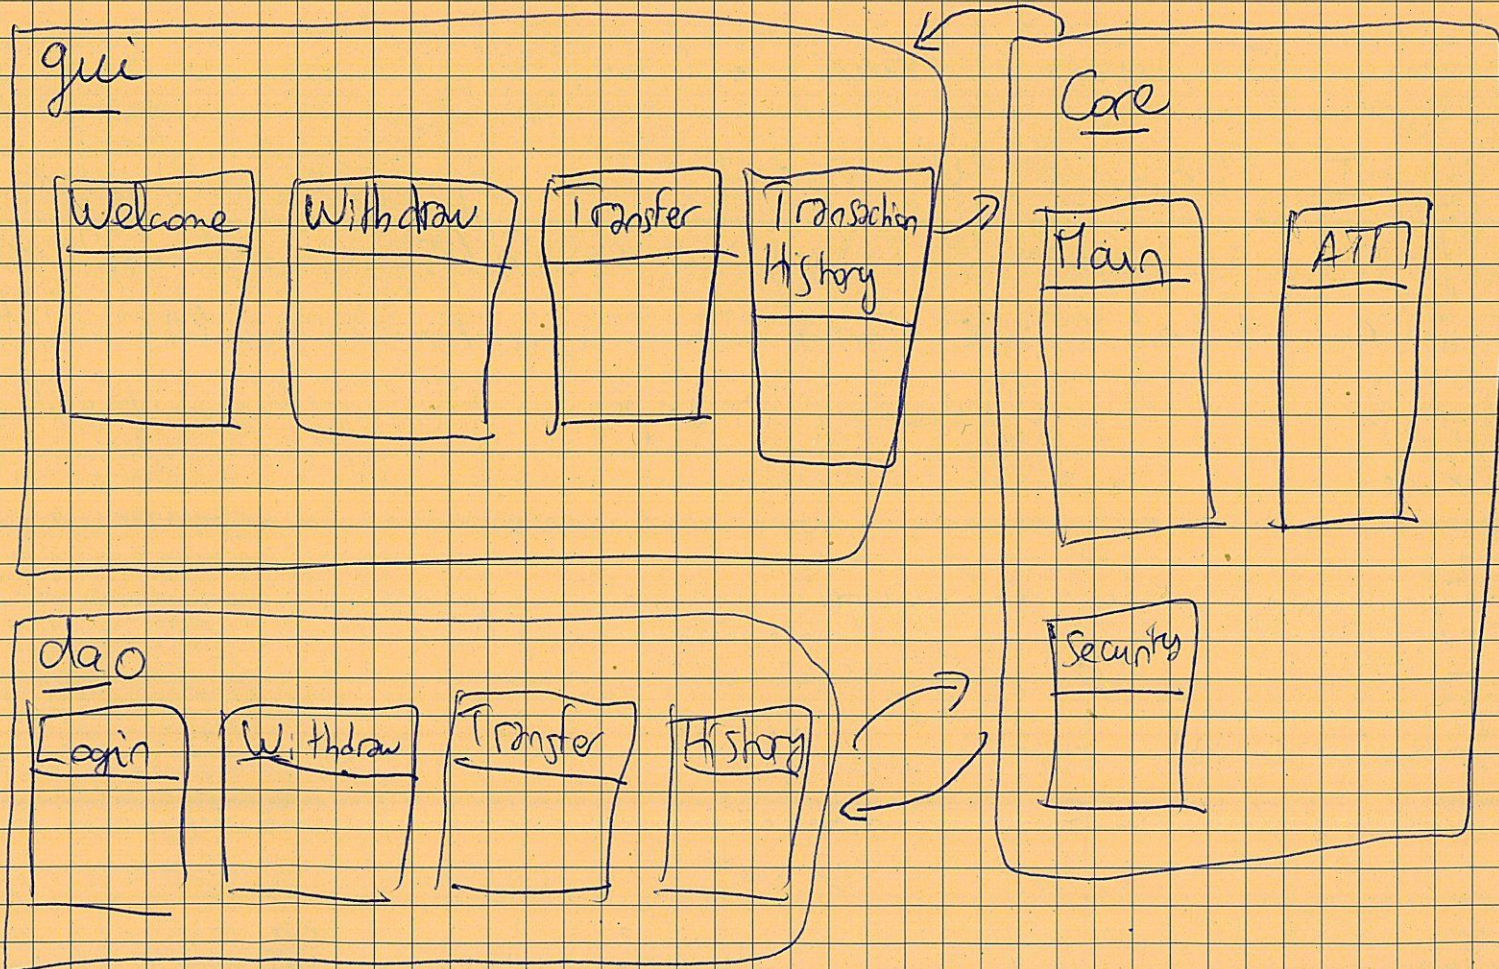 gui
Welcome
Withdraw
Transfer
Transaction
History
Core
Main
ATM
Security
dao
Login
Withdraw
Transfer
History